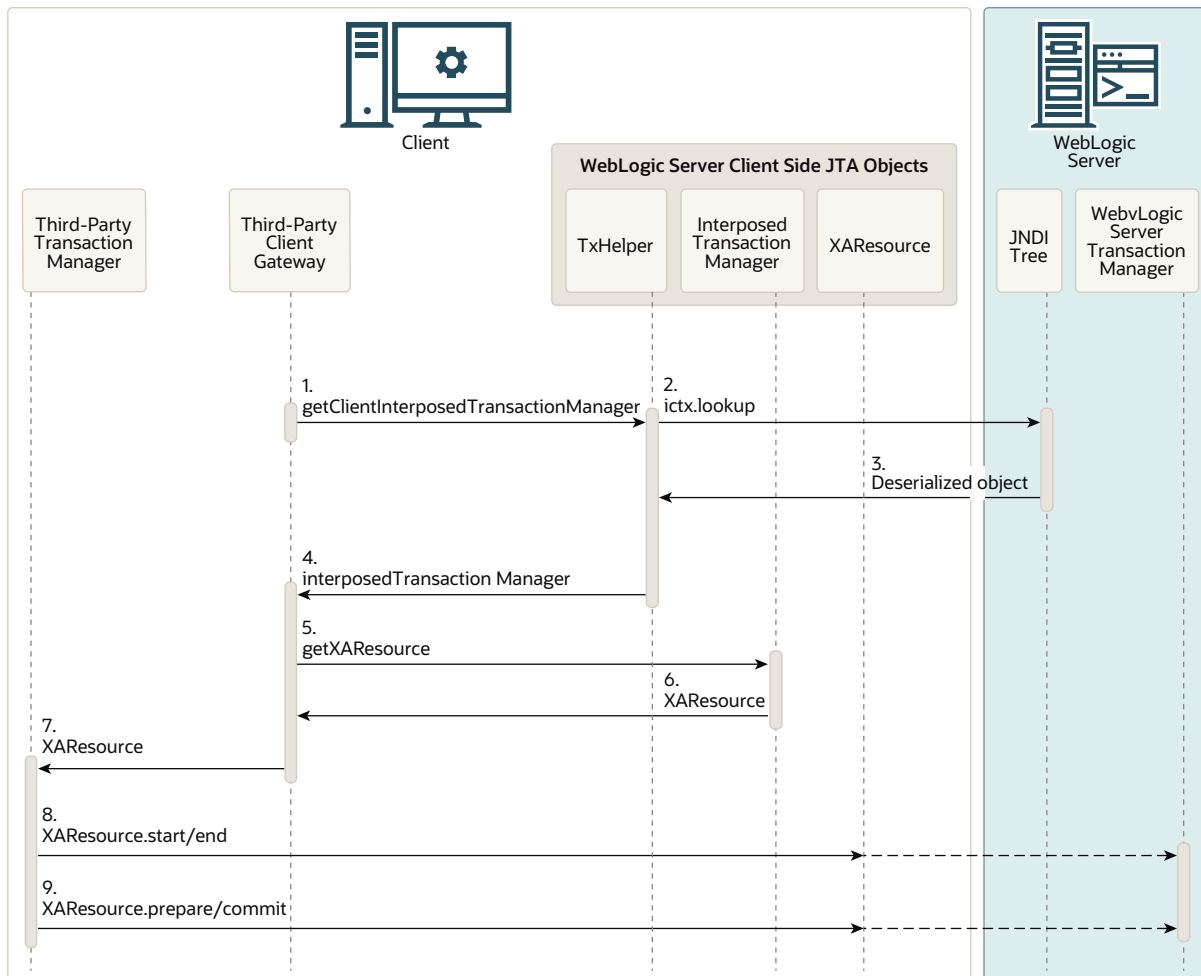 Client
WebLogic
Server
WebLogic Server Client Side JTA Objects
Third-Party
Transaction
Manager
Third-Party
Client
Gateway
TxHelper
Interposed
Transaction
Manager
XAResource
JNDI
Tree
WebvLogic
Server
Transaction
Manager
1.
getClientInterposedTransactionManager
2.
ictx.lookup
3.
Deserialized object
4.
interposedTransaction Manager
5.
getXAResource
6.
XAResource
7.
XAResource
8.
XAResource.start/end
9.
XAResource.prepare/commit